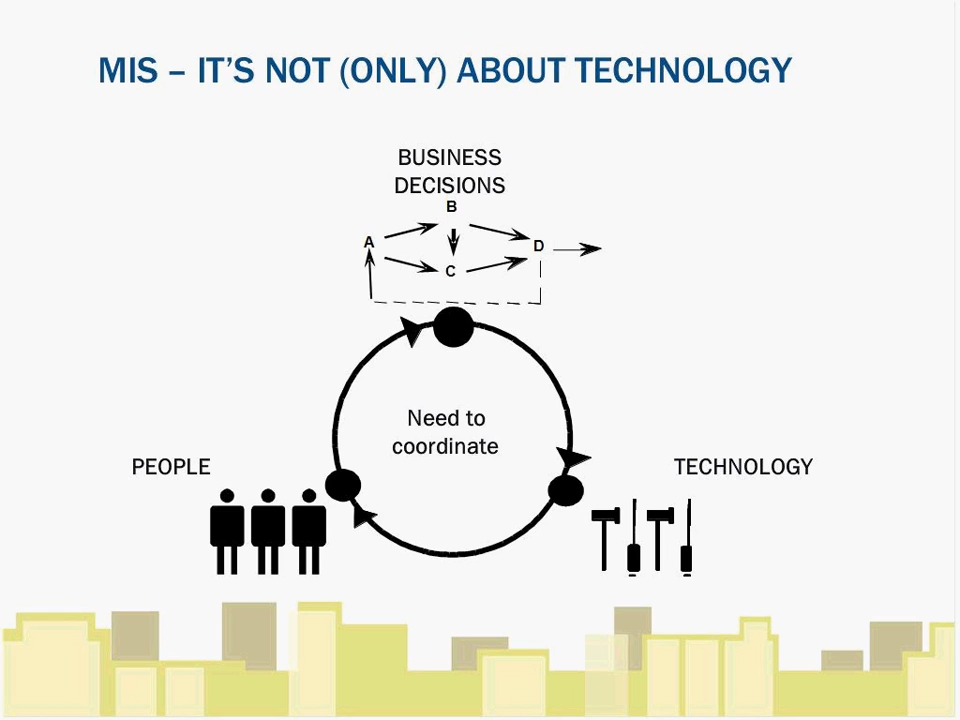 MIS – IT'S NOT (ONLY) ABOUT TECHNOLOGY
BUSINESS
DECISIONS
B
A
D
C
Need to
coordinate
PEOPLE
TECHNOLOGY